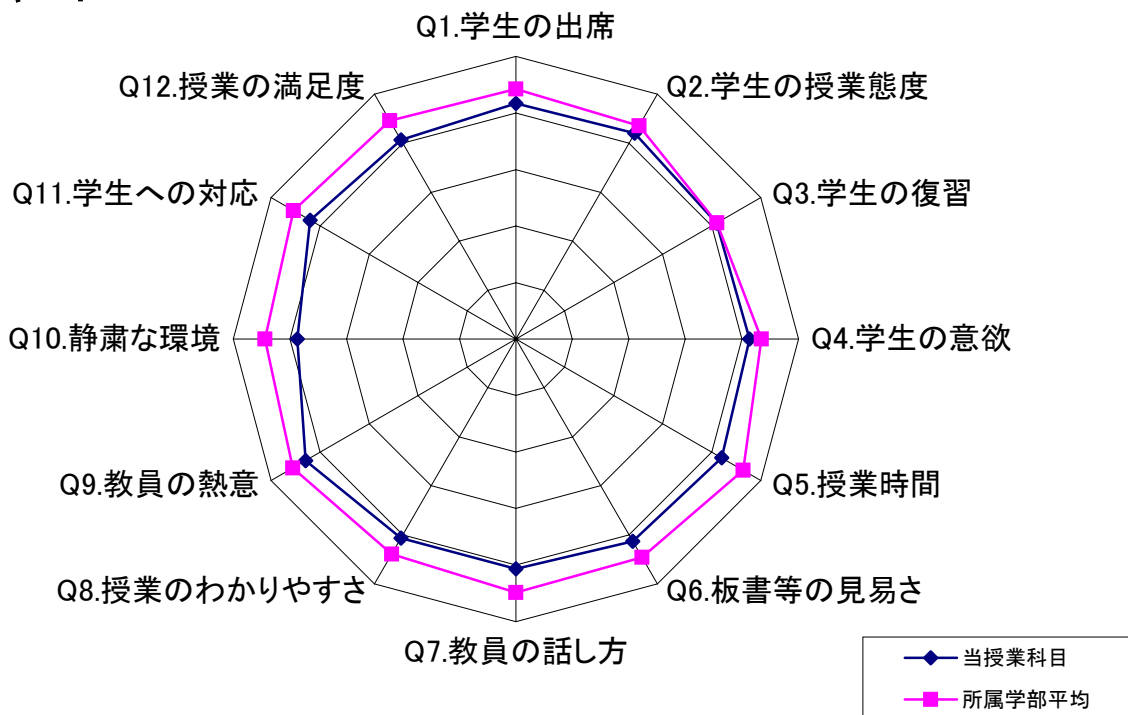 Q1.学生の出席
Q2.学生の授業態度
Q3.学生の復習
Q4.学生の意欲
Q5.授業時間
Q6.板書等の見易さ
Q7.教員の話し方
Q8.授業のわかりやすさ
Q9.教員の熱意
Q10.静粛な環境
Q11.学生への対応
Q12.授業の満足度
当授業科目
所属学部平均